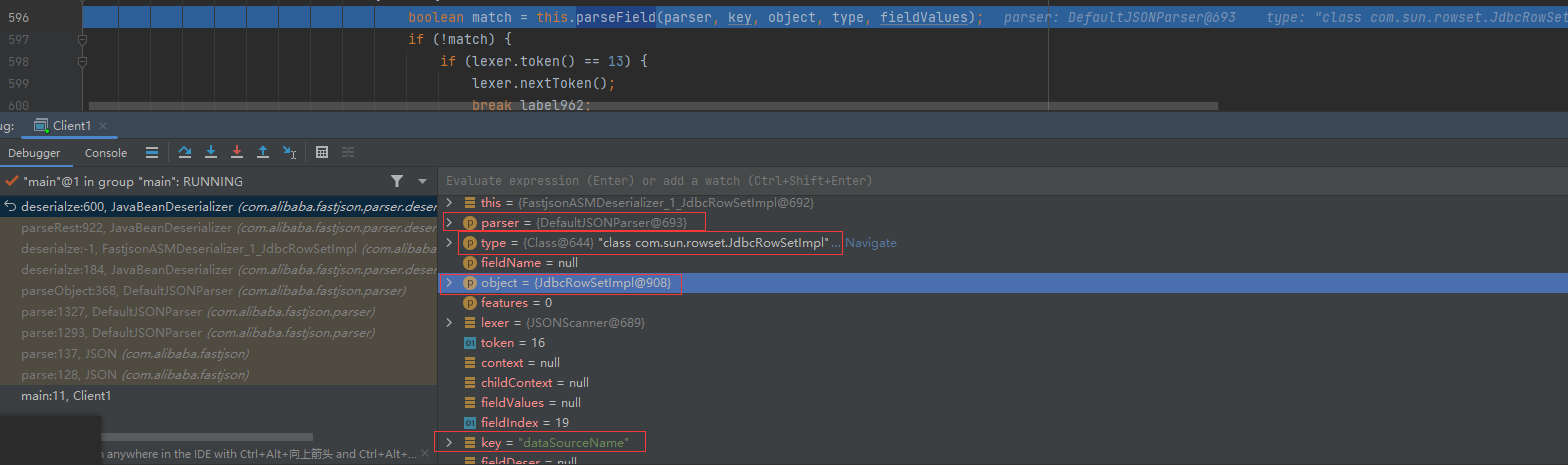 596 boolean match = this.parseField(parser, key, object, type, fieldValues); parser: DefaultJSONParser@693 type: "class com.sun.rowset.JdbcRowSet
597 if (!match) {
598 if (lexer.token() == 13) {
599 lexer.nextToken();
600 break label962;
ug: Client1
Debugger Console
"main"@1 in group "main": RUNNING
Evaluate expression (Enter) or add a watch (Ctrl+Shift+Enter)
deserialze:600, JavaBeanDeserializer (com.alibaba.fastjson.parser.deser
parseRest:922, JavaBeanDeserializer (com.alibaba.fastjson.parser.deser
deserialze:-1, FastjsonASMDeserializer_1_JdbcRowSetImpl (com.alibaba
deserialze:184, JavaBeanDeserializer (com.alibaba.fastjson.parser.deser
parseObject:368, DefaultJSONParser (com.alibaba.fastjson.parser)
parse:1327, DefaultJSONParser (com.alibaba.fastjson.parser)
parse:1293, DefaultJSONParser (com.alibaba.fastjson.parser)
parse:137, JSON (com.alibaba.fastjson)
parse:128, JSON (com.alibaba.fastjson)
main:11, Client1
n anywhere in the IDE with Ctrl+Alt+向上箭头 and Ctrl+Alt+...
this = {FastjsonASMDeserializer_1_JdbcRowSetImpl@692}
p parser = {DefaultJSONParser@693}
p type = {Class@644} "class com.sun.rowset.JdbcRowSetImpl" ... Navigate
p fieldName = null
p object = {JdbcRowSetImpl@908}
p features = 0
lexer = {JSONScanner@689}
01 token = 16
context = null
childContext = null
fieldValues = null
01 fieldIndex = 19
key = "dataSourceName"
fieldDeser = null